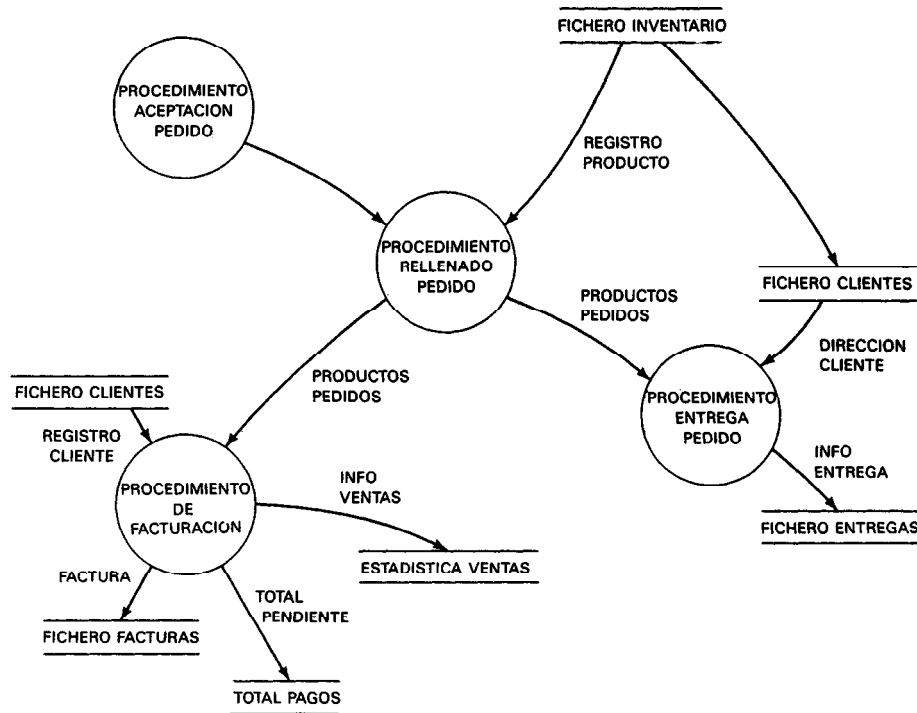 FICHERO INVENTARIO
PROCEDIMIENTO
ACEPTACION
PEDIDO
REGISTRO
PRODUCTO
PROCEDIMIENTO
RELLENADO
PEDIDO
FICHERO CLIENTES
PRODUCTOS
PEDIDOS
DIRECCION
CLIENTE
PRODUCTOS
PEDIDOS
FICHERO CLIENTES
PROCEDIMIENTO
ENTREGA
PEDIDO
REGISTRO
CLIENTE
INFO
ENTREGA
PROCEDIMIENTO
DE
FACTURACION
INFO
VENTAS
FICHERO ENTREGAS
ESTADISTICA VENTAS
FACTURA
TOTAL
PENDIENTE
FICHERO FACTURAS
TOTAL PAGOS